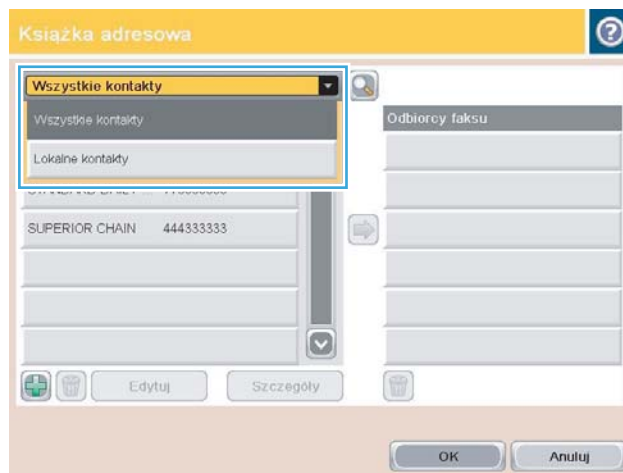 Książka adresowa
?
Wszystkie kontakty
Wszystkie kontakty
Lokalne kontakty
Odbiorcy faksu
SUPERIOR CHAIN 444333333
Edytuj
Szczegóły
OK
Anuluj